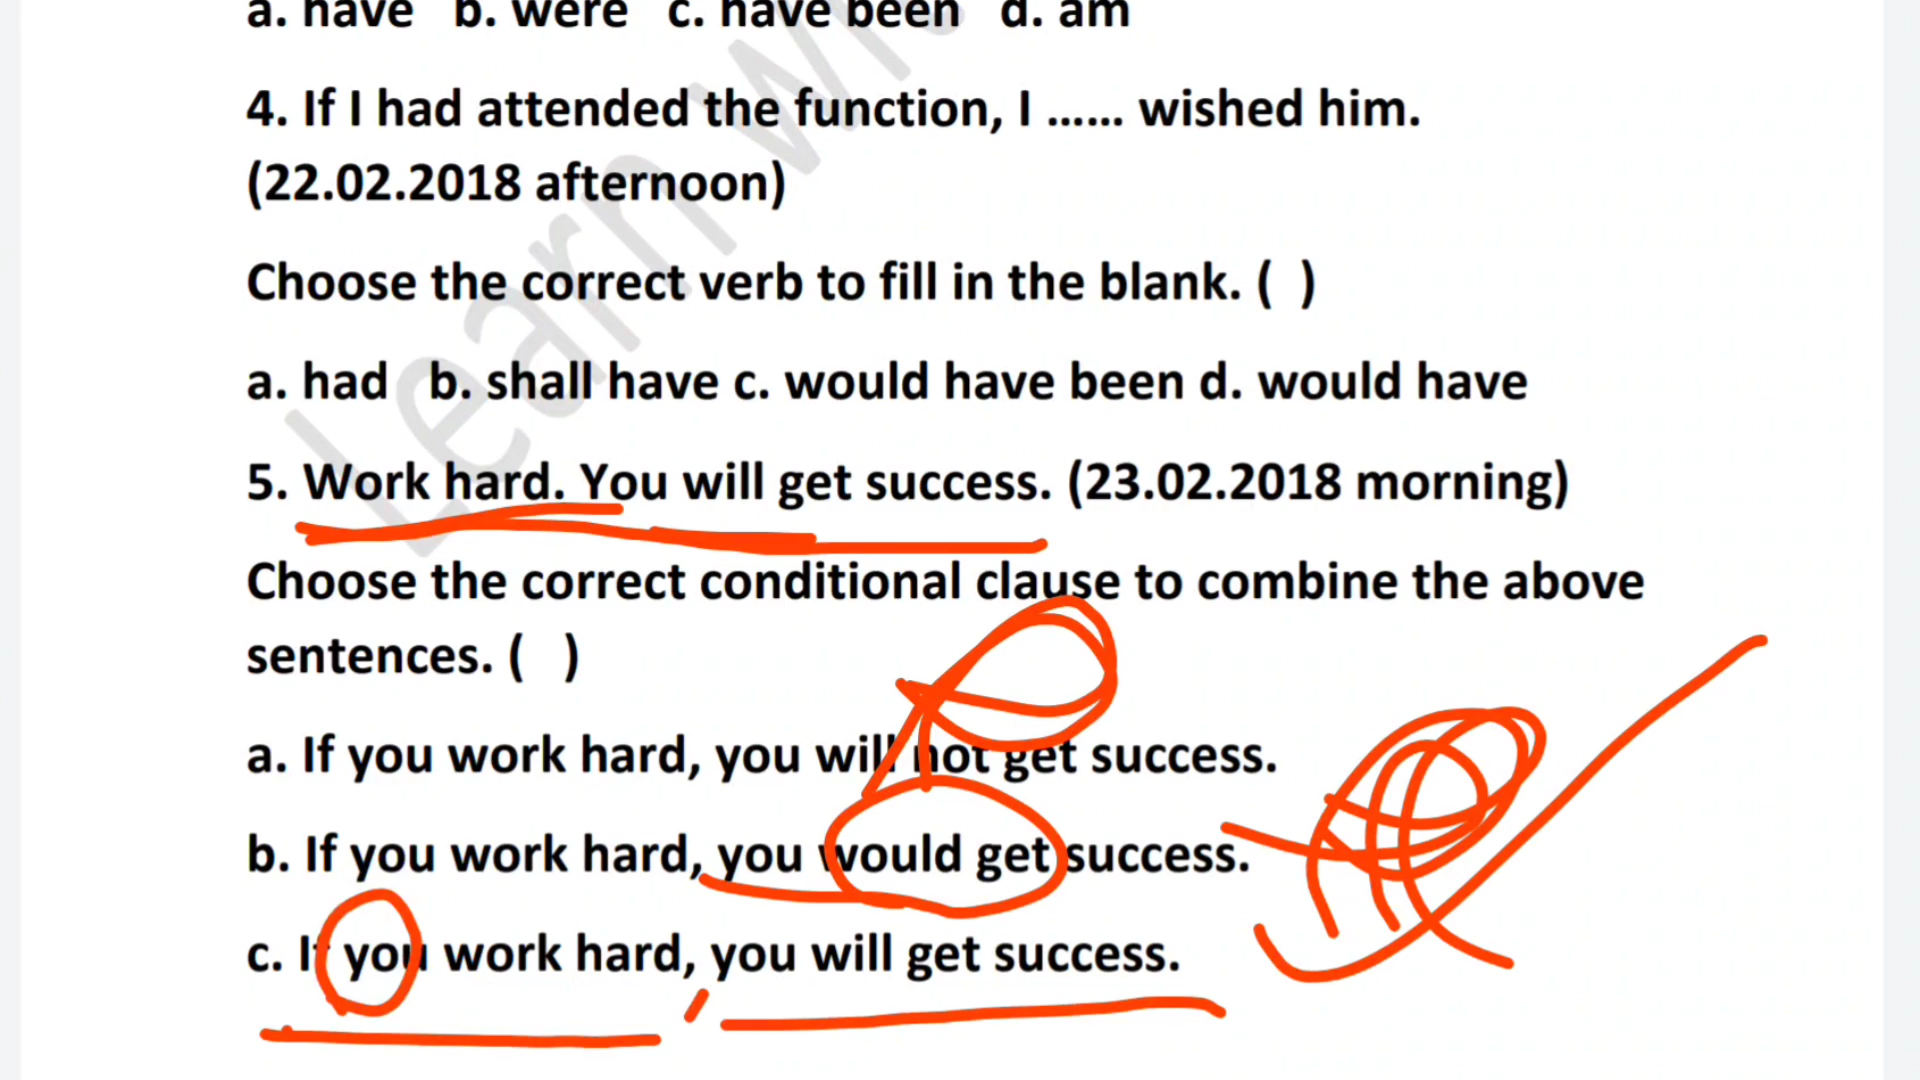 a. have b. were c. have been d. am
4. If I had attended the function, I ...... wished him.
(22.02.2018 afternoon)
Choose the correct verb to fill in the blank. ( )
a. had b. shall have c. would have been d. would have
5. Work hard. You will get success. (23.02.2018 morning)
Choose the correct conditional clause to combine the above
sentences. ( )
a. If you work hard, you will not get success.
b. If you work hard, you would get success.
c. If you work hard, you will get success.
Learn